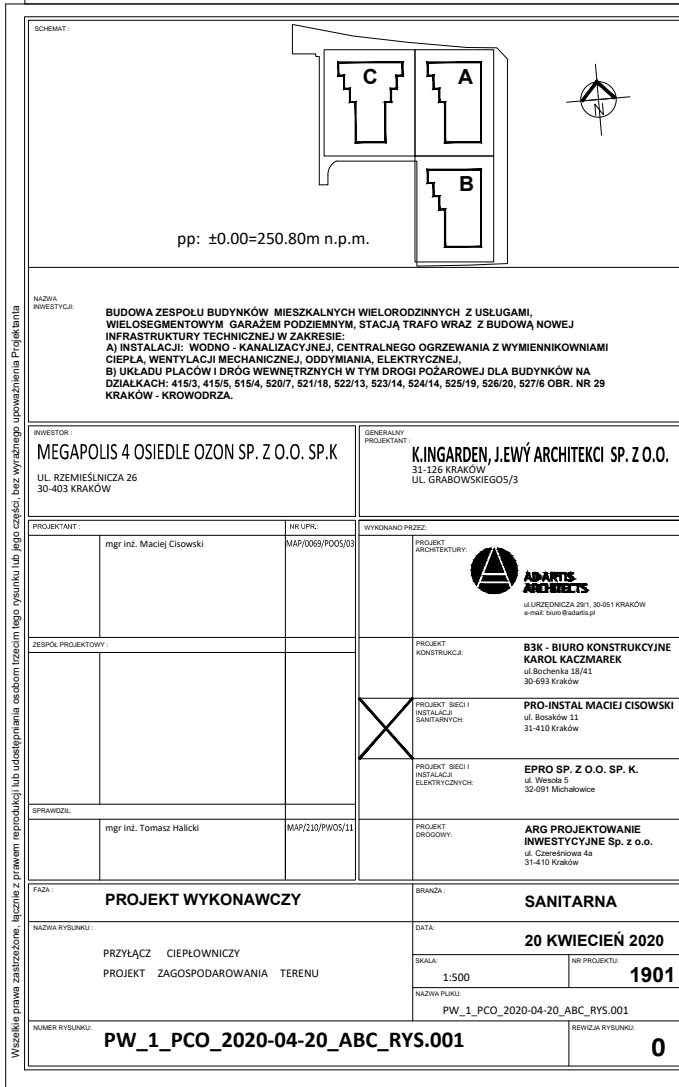 SCHEMAT :
C
A
B
N
pp: ±0.00=250.80m n.p.m.
NAZWA
INWESTYCJI:
BUDOWA ZESPOŁU BUDYNKÓW MIESZKALNYCH WIELORODZINNYCH Z USŁUGAMI,
WIELOSEGMENTOWYM GARAŻEM PODZIEMNYM, STACJĄ TRAFO WRAZ Z BUDOWĄ NOWEJ
INFRASTRUKTURY TECHNICZNEJ W ZAKRESIE:
A) INSTALACJI: WODNO - KANALIZACYJNEJ, CENTRALNEGO OGRZEWANIA Z WYMIENNIKOWNIAMI
CIEPŁA, WENTYLACJI MECHANICZNEJ, ODDYMIANIA, ELEKTRYCZNEJ,
B) UKŁADU PLACÓW I DRÓG WEWNĘTRZNYCH W TYM DROGI POŻAROWEJ DLA BUDYNKÓW NA
DZIAŁKACH: 415/3, 415/5, 515/4, 520/7, 521/18, 522/13, 523/14, 524/14, 525/19, 526/20, 527/6 OBR. NR 29
KRAKÓW - KROWODRZA.
INWESTOR :
MEGAPOLIS 4 OSIEDLE OZON SP. Z O.O. SP.K
UL. RZEMIEŚLNICZA 26
30-403 KRAKÓW
GENERALNY
PROJEKTANT :
K.INGARDEN, J.EWÝ ARCHITEKCI SP. Z O.O.
31-126 KRAKÓW
UL. GRABOWSKIEGO5/3
PROJEKTANT :
NR UPR.:
mgr inż. Maciej Cisowski
MAP/0069/POOS/03
ZESPÓŁ PROJEKTOWY :
SPRAWDZIŁ:
mgr inż. Tomasz Halicki
MAP/210/PWOS/11
WYKONANO PRZEZ:
PROJEKT
ARCHITEKTURY:
ADARTIS
ARCHITECTS
ul.URZĘDNICZA 29/1, 30-051 KRAKÓW
e-mail: biuro@adartis.pl
PROJEKT
KONSTRUKCJI:
B3K - BIURO KONSTRUKCYJNE
KAROL KACZMAREK
ul.Bochenka 18/41
30-693 Kraków
PROJEKT SIECI I
INSTALACJI
SANITARNYCH:
PRO-INSTAL MACIEJ CISOWSKI
ul. Bosaków 11
31-410 Kraków
PROJEKT SIECI I
INSTALACJI
ELEKTRYCZNYCH:
EPRO SP. Z O.O. SP. K.
ul. Wesoła 5
32-091 Michałowice
PROJEKT
DROGOWY:
ARG PROJEKTOWANIE
INWESTYCYJNE Sp. z o.o.
ul. Czereśniowa 4a
31-410 Kraków
FAZA :
PROJEKT WYKONAWCZY
BRANŻA :
SANITARNA
NAZWA RYSUNKU :
PRZYŁĄCZ CIEPŁOWNICZY
PROJEKT ZAGOSPODAROWANIA TERENU
DATA:
20 KWIECIEŃ 2020
SKALA:
1:500
NR PROJEKTU:
1901
NAZWA PLIKU:
PW_1_PCO_2020-04-20_ABC_RYS.001
NUMER RYSUNKU:
PW_1_PCO_2020-04-20_ABC_RYS.001
REWIZJA RYSUNKU:
0
Wszelkie prawa zastrzeżone, łącznie z prawem reprodukcji lub udostępniania osobom trzecim tego rysunku lub jego części, bez wyraźnego upoważnienia Projektanta